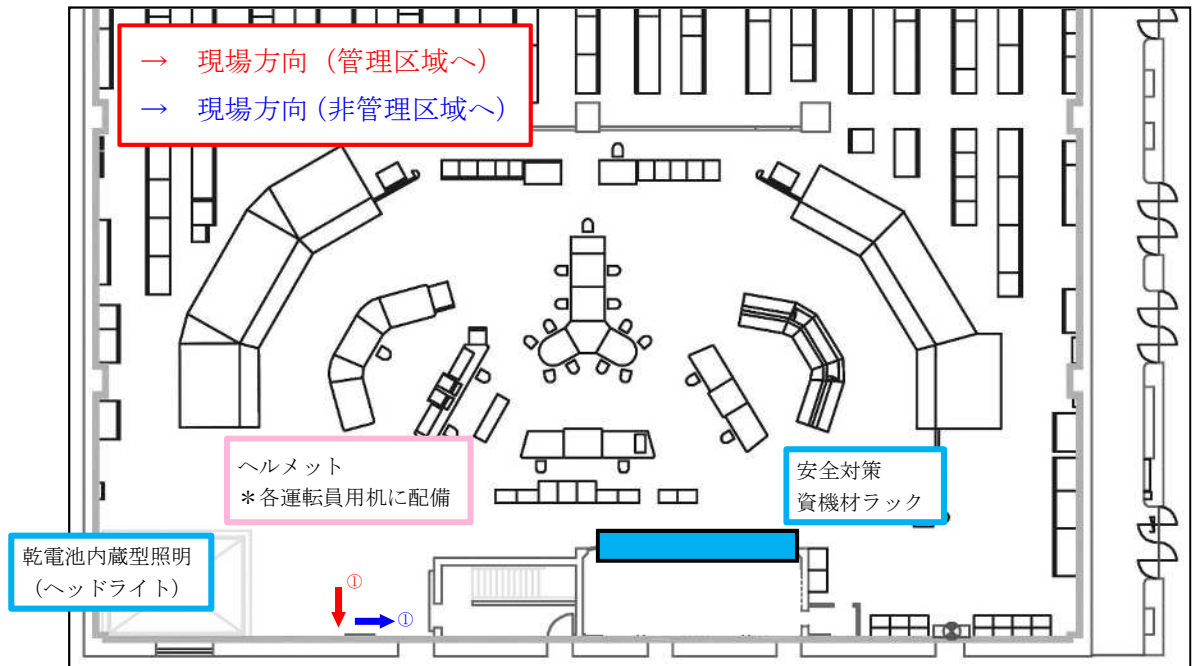 → 現場方向（管理区域へ）
→ 現場方向（非管理区域へ）
ヘルメット
＊各運転員用机に配備
安全対策
資機材ラック
乾電池内蔵型照明
（ヘッドライト）
①
①